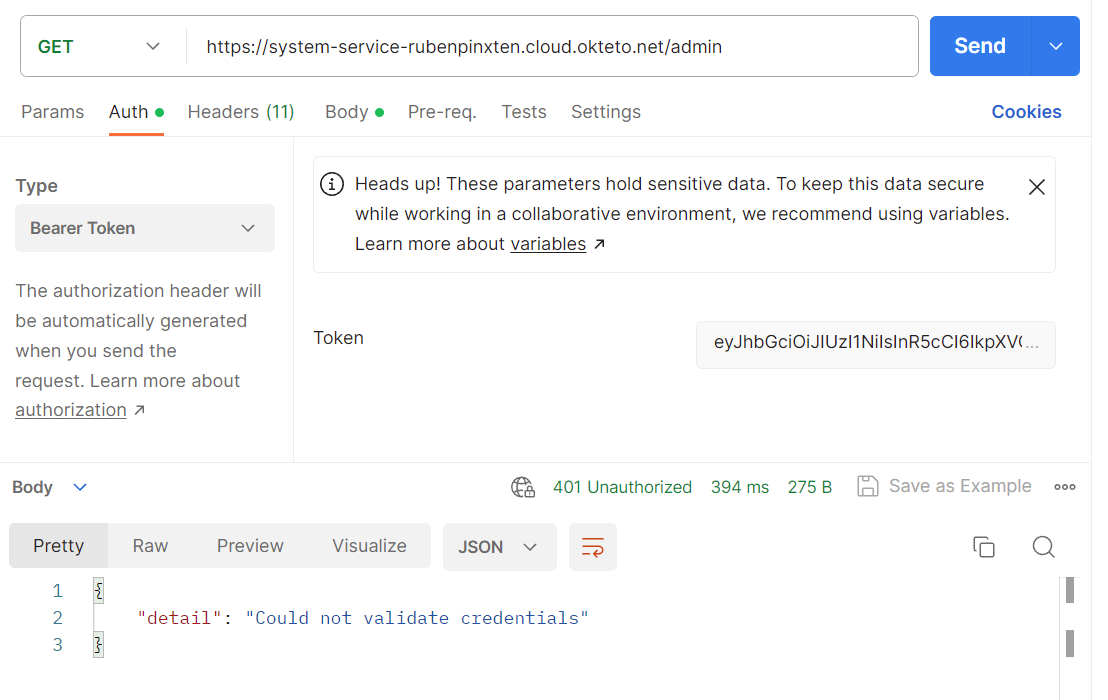 GET
https://system-service-rubenpinxten.cloud.okteto.net/admin
Send
Params Auth Headers (11) Body Pre-req. Tests Settings Cookies
Type
Bearer Token
The authorization header will
be automatically generated
when you send the
request. Learn more about
authorization ↗
Heads up! These parameters hold sensitive data. To keep this data secure
while working in a collaborative environment, we recommend using variables.
Learn more about variables ↗
Token
eyJhbGciOiJIUzI1NiIsInR5cCI6IkpXVC...
Body
401 Unauthorized 394 ms 275 B Save as Example
Pretty Raw Preview Visualize JSON
1 {
2 "detail": "Could not validate credentials"
3 }